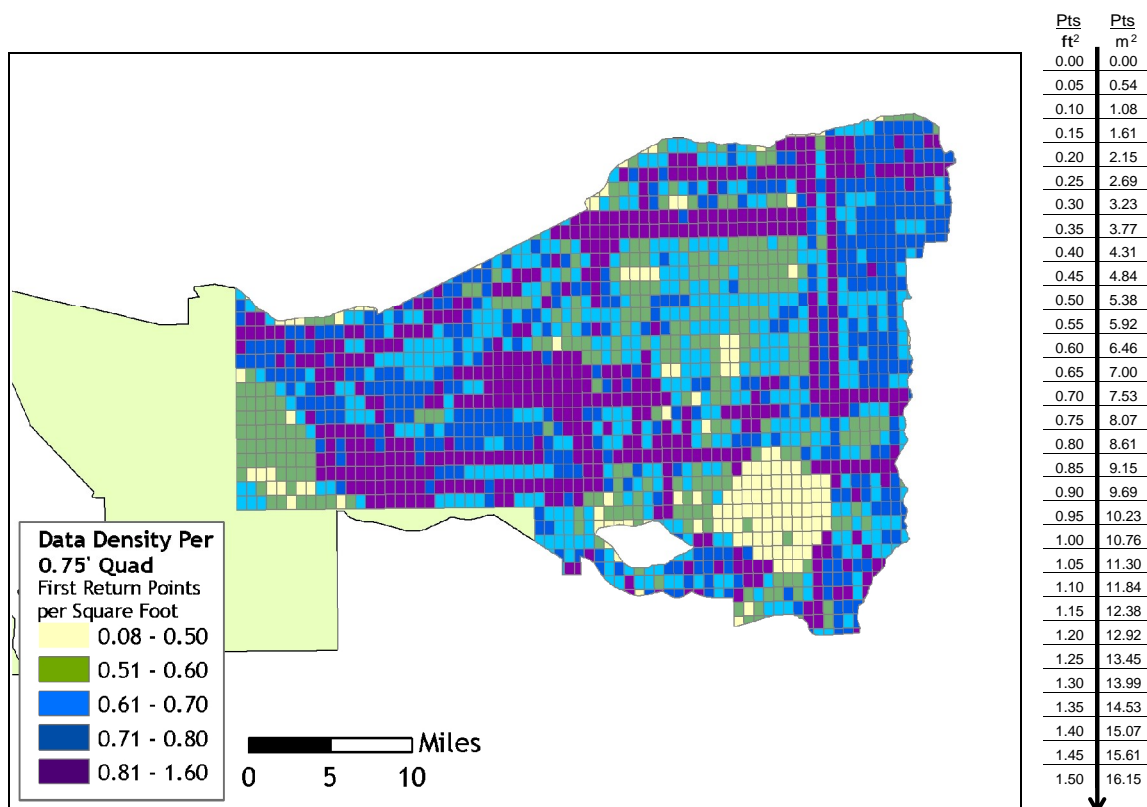 Pts Pts
ft² m²
0.00 0.00
0.05 0.54
0.10 1.08
0.15 1.61
0.20 2.15
0.25 2.69
0.30 3.23
0.35 3.77
0.40 4.31
0.45 4.84
0.50 5.38
0.55 5.92
0.60 6.46
0.65 7.00
0.70 7.53
0.75 8.07
0.80 8.61
0.85 9.15
0.90 9.69
0.95 10.23
1.00 10.76
1.05 11.30
1.10 11.84
1.15 12.38
1.20 12.92
1.25 13.45
1.30 13.99
1.35 14.53
1.40 15.07
1.45 15.61
1.50 16.15
Data Density Per
0.75' Quad
First Return Points
per Square Foot
0.08 - 0.50
0.51 - 0.60
0.61 - 0.70
0.71 - 0.80
0.81 - 1.60
Miles
0 5 10